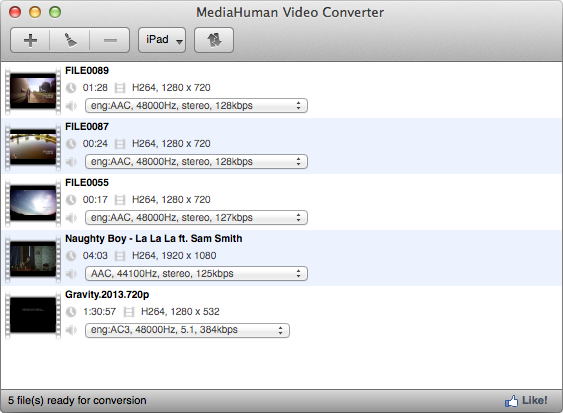 MediaHuman Video Converter
iPad
FILE0089
01:28 H264, 1280 x 720
eng:AAC, 48000Hz, stereo, 128kbps
FILE0087
00:24 H264, 1280 x 720
eng:AAC, 48000Hz, stereo, 128kbps
FILE0055
00:17 H264, 1280 x 720
eng:AAC, 48000Hz, stereo, 127kbps
Naughty Boy - La La La ft. Sam Smith
04:03 H264, 1920 x 1080
AAC, 44100Hz, stereo, 125kbps
Gravity.2013.720p
1:30:57 H264, 1280 x 532
eng:AC3, 48000Hz, 5.1, 384kbps
5 file(s) ready for conversion
Like!